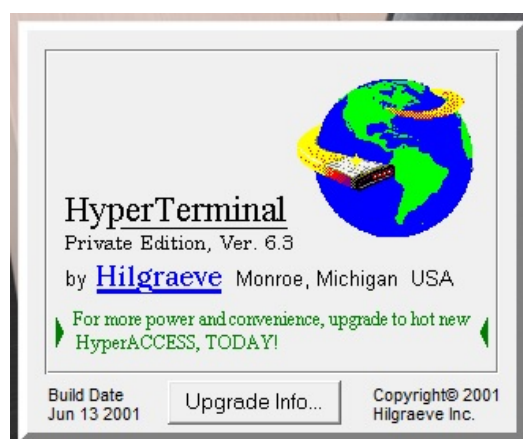 HyperTerminal
Private Edition, Ver. 6.3
by Hilgraeve Monroe, Michigan USA
For more power and convenience, upgrade to hot new
HyperACCESS, TODAY!
Build Date
Jun 13 2001
Upgrade Info...
Copyright© 2001
Hilgraeve Inc.